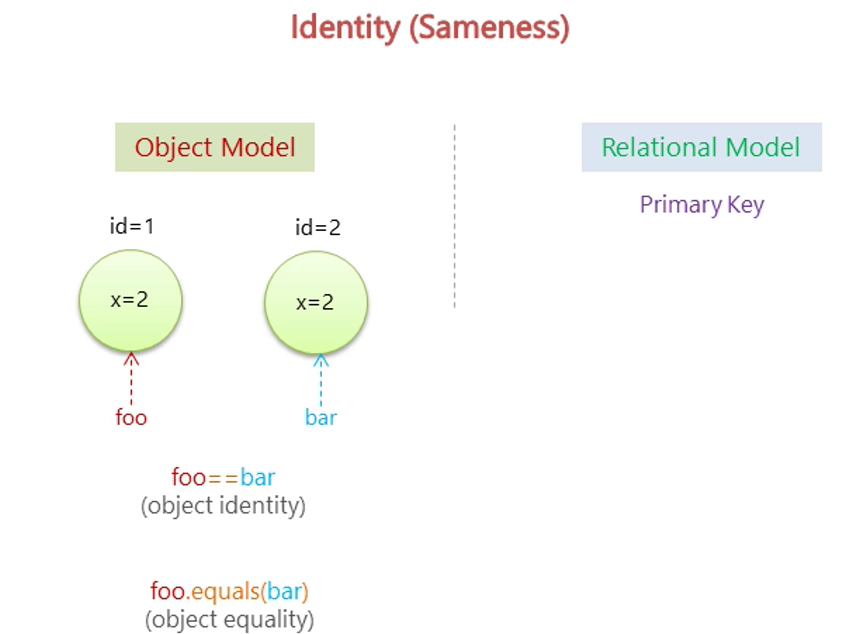 Identity (Sameness)
Object Model
Relational Model
Primary Key
id=1
id=2
x=2
x=2
foo
bar
foo==bar
(object identity)
foo.equals(bar)
(object equality)